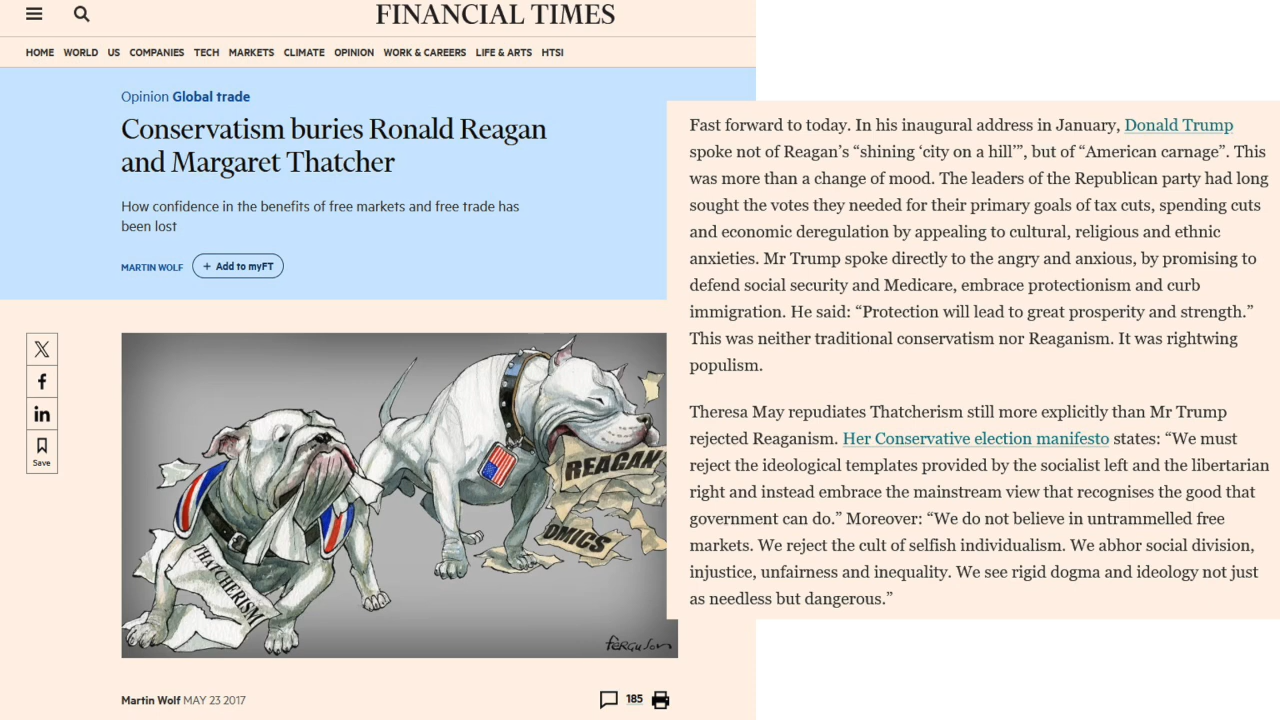 FINANCIAL TIMES
HOME WORLD US COMPANIES TECH MARKETS CLIMATE OPINION WORK & CAREERS LIFE & ARTS HTSI
Opinion Global trade
Conservatism buries Ronald Reagan
and Margaret Thatcher
How confidence in the benefits of free markets and free trade has
been lost
MARTIN WOLF + Add to myFT
Save
THATCHERISM
REAGAN
OMICS
ferguson
Martin Wolf MAY 23 2017
185
Fast forward to today. In his inaugural address in January, Donald Trump
spoke not of Reagan’s “shining ‘city on a hill’”, but of “American carnage”. This
was more than a change of mood. The leaders of the Republican party had long
sought the votes they needed for their primary goals of tax cuts, spending cuts
and economic deregulation by appealing to cultural, religious and ethnic
anxieties. Mr Trump spoke directly to the angry and anxious, by promising to
defend social security and Medicare, embrace protectionism and curb
immigration. He said: “Protection will lead to great prosperity and strength.”
This was neither traditional conservatism nor Reaganism. It was rightwing
populism.
Theresa May repudiates Thatcherism still more explicitly than Mr Trump
rejected Reaganism. Her Conservative election manifesto states: “We must
reject the ideological templates provided by the socialist left and the libertarian
right and instead embrace the mainstream view that recognises the good that
government can do.” Moreover: “We do not believe in untrammelled free
markets. We reject the cult of selfish individualism. We abhor social division,
injustice, unfairness and inequality. We see rigid dogma and ideology not just
as needless but dangerous.”